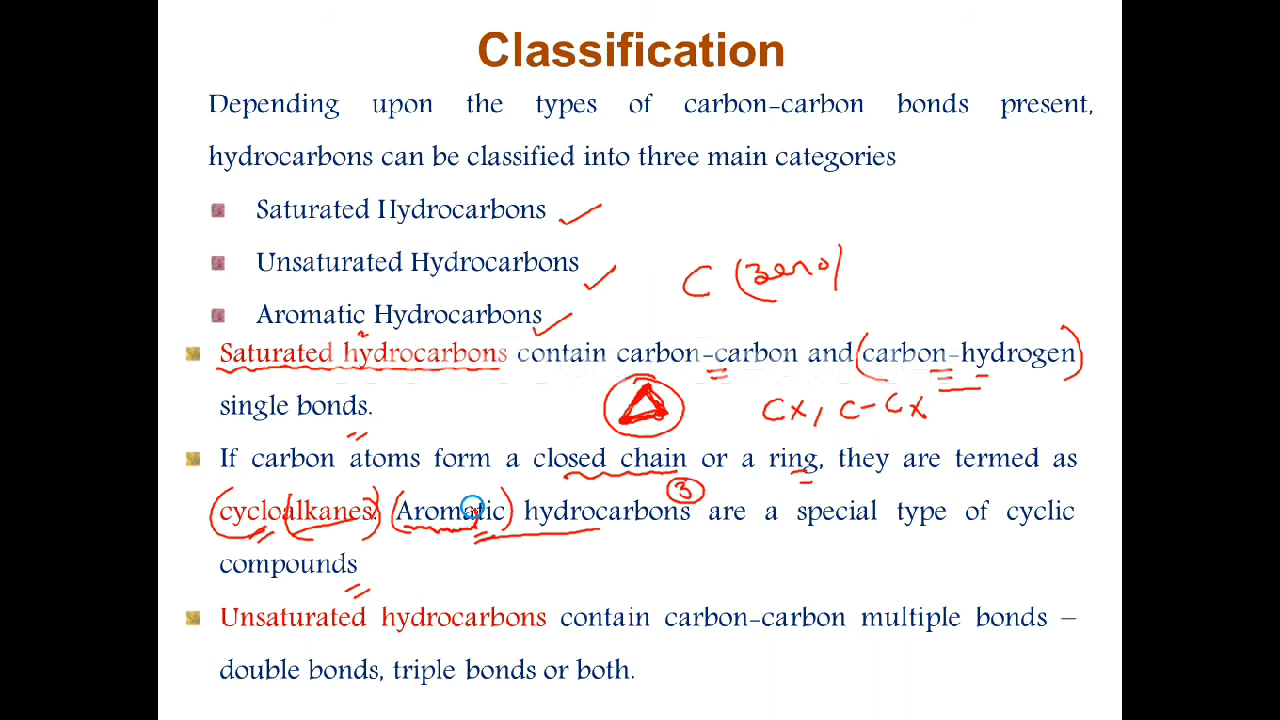 Classification
Depending upon the types of carbon-carbon bonds present,
hydrocarbons can be classified into three main categories
Saturated Hydrocarbons
Unsaturated Hydrocarbons
C (zero)
Aromatic Hydrocarbons
Saturated hydrocarbons contain carbon-carbon and carbon-hydrogen
single bonds.
Cx, C-Cx
If carbon atoms form a closed chain or a ring, they are termed as
3
cycloalkanes. Aromatic hydrocarbons are a special type of cyclic
compounds
Unsaturated hydrocarbons contain carbon-carbon multiple bonds –
double bonds, triple bonds or both.